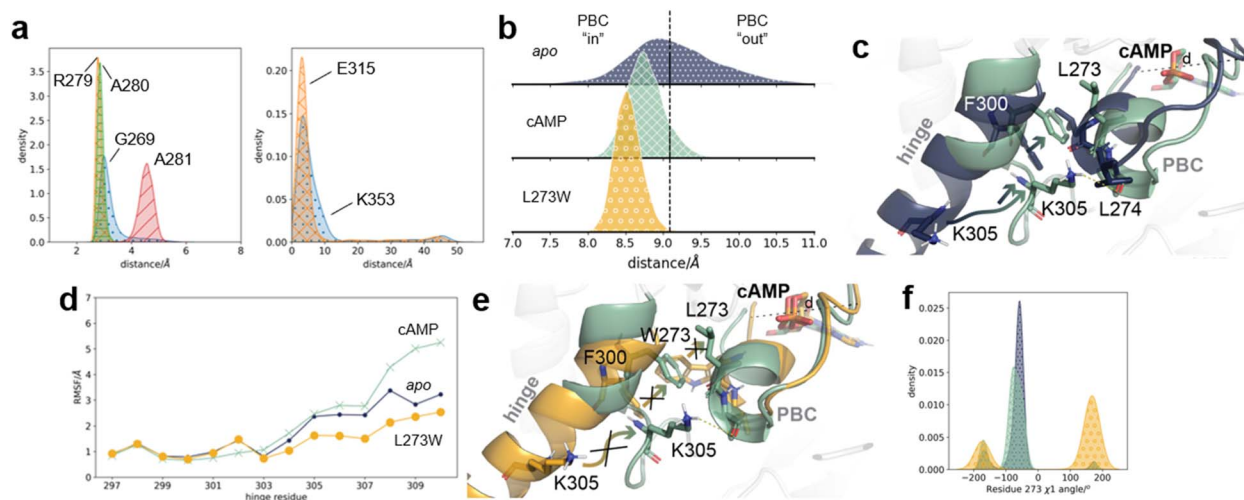 a
density
3.5
3.0
2.5
2.0
1.5
1.0
0.5
0.0
R279
A280
G269
A281
2
4
6
8
distance/Å
density
0.20
0.15
0.10
0.05
0.00
E315
K353
0
10
20
30
40
50
distance/Å
b
PBC
"in"
PBC
"out"
apo
cAMP
L273W
7.0 7.5 8.0 8.5 9.0 9.5 10.0 10.5 11.0
distance/Å
c
cAMP
d
L273
F300
hinge
PBC
K305
L274
K305
d
RMSF/Å
7
6
5
4
3
2
1
0
cAMP
apo
L273W
297 299 301 303 305 307 309
hinge residue
e
cAMP
d
L273
W273
F300
hinge
PBC
K305
K305
f
density
0.025
0.020
0.015
0.010
0.005
0.000
−200 −100 0 100 200
Residue 273 χ1 angle/°